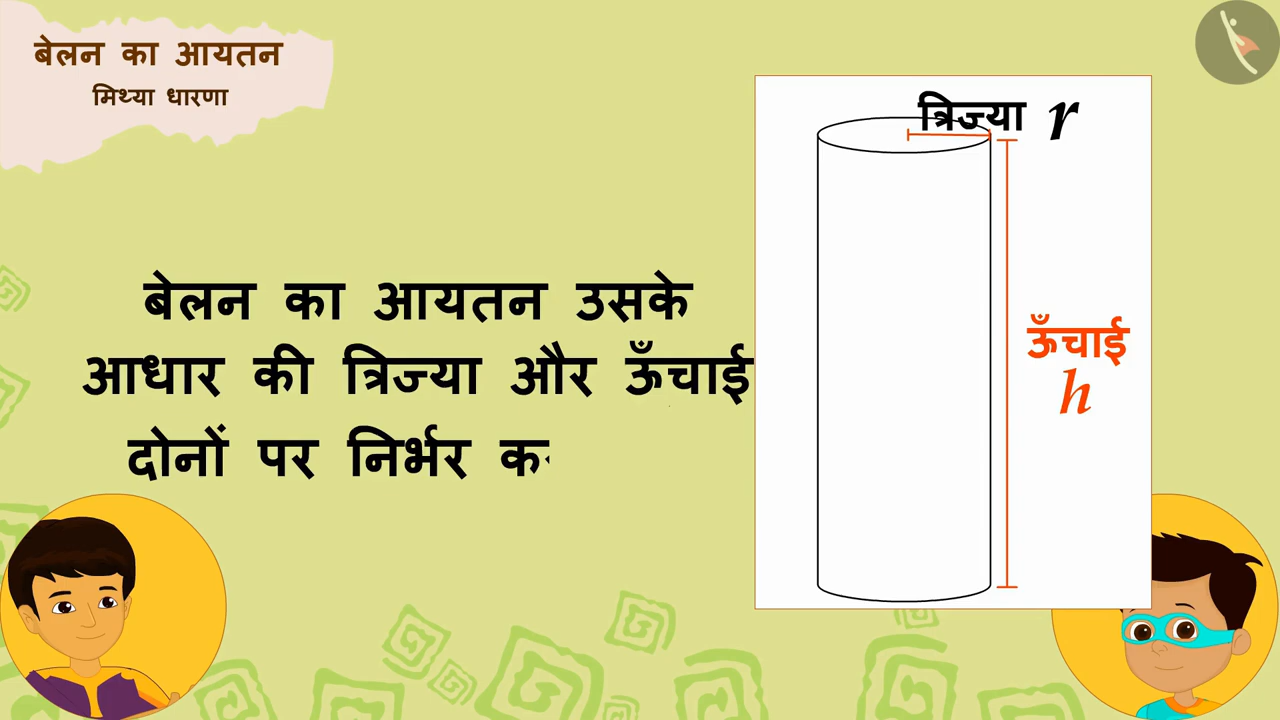 बेलन का आयतन
मिथ्या धारणा
बेलन का आयतन उसके
आधार की त्रिज्या और ऊँचाई
दोनों पर निर्भर
त्रिज्या r
ऊँचाई
h